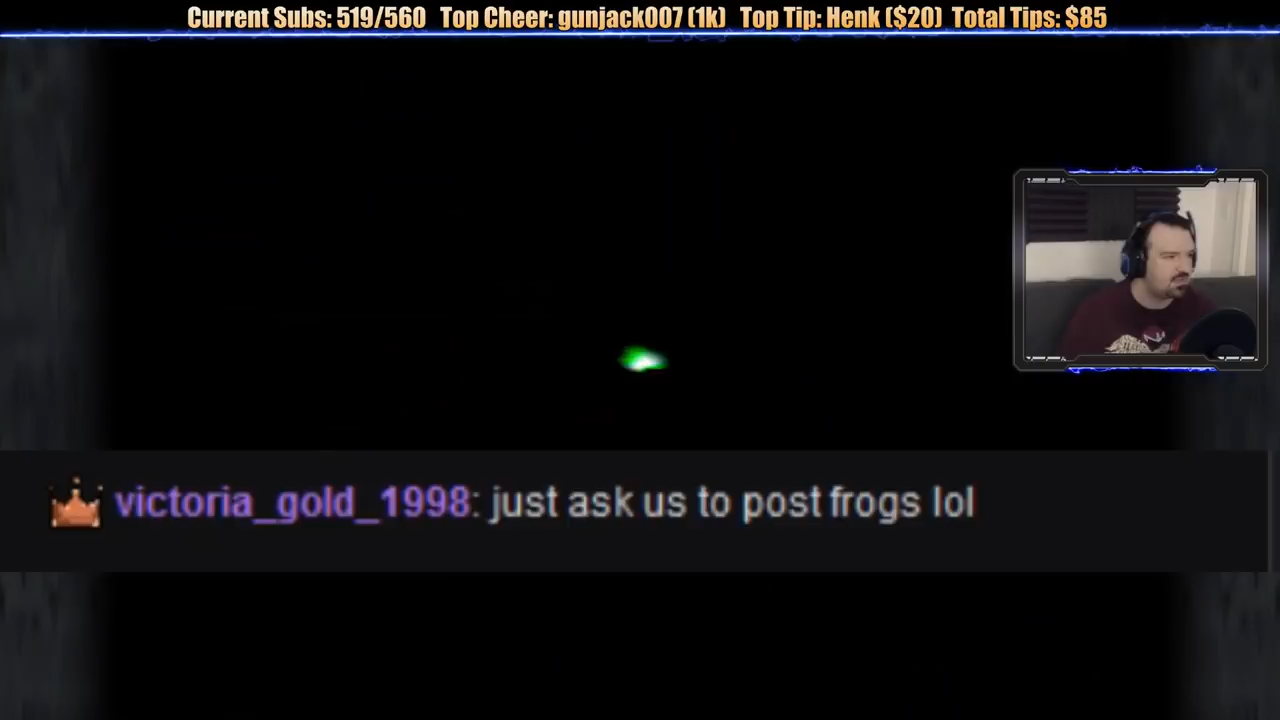 Current Subs: 519/560 Top Cheer: gunjack007 (1k) Top Tip: Henk ($20) Total Tips: $85
victoria_gold_1998: just ask us to post frogs lol